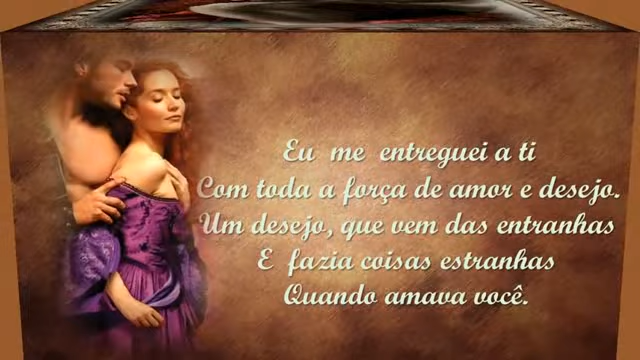 Eu me entreguei a ti
Com toda a força de amor e desejo.
Um desejo, que vem das entranhas
E fazia coisas estranhas
Quando amava você.